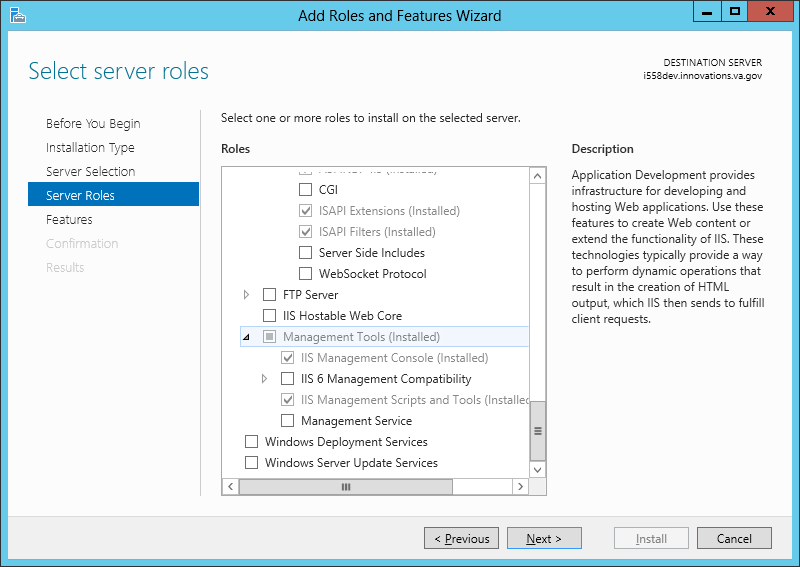 Add Roles and Features Wizard
Select server roles
DESTINATION SERVER
i558dev.innovations.va.gov
Before You Begin
Installation Type
Server Selection
Server Roles
Features
Confirmation
Results
Select one or more roles to install on the selected server.
Roles
(Installed)
CGI
ISAPI Extensions (Installed)
ISAPI Filters (Installed)
Server Side Includes
WebSocket Protocol
FTP Server
IIS Hostable Web Core
Management Tools (Installed)
IIS Management Console (Installed)
IIS 6 Management Compatibility
IIS Management Scripts and Tools (Installed
Management Service
Windows Deployment Services
Windows Server Update Services
Description
Application Development provides
infrastructure for developing and
hosting Web applications. Use these
features to create Web content or
extend the functionality of IIS. These
technologies typically provide a way
to perform dynamic operations that
result in the creation of HTML
output, which IIS then sends to fulfill
client requests.
< Previous
Next >
Install
Cancel